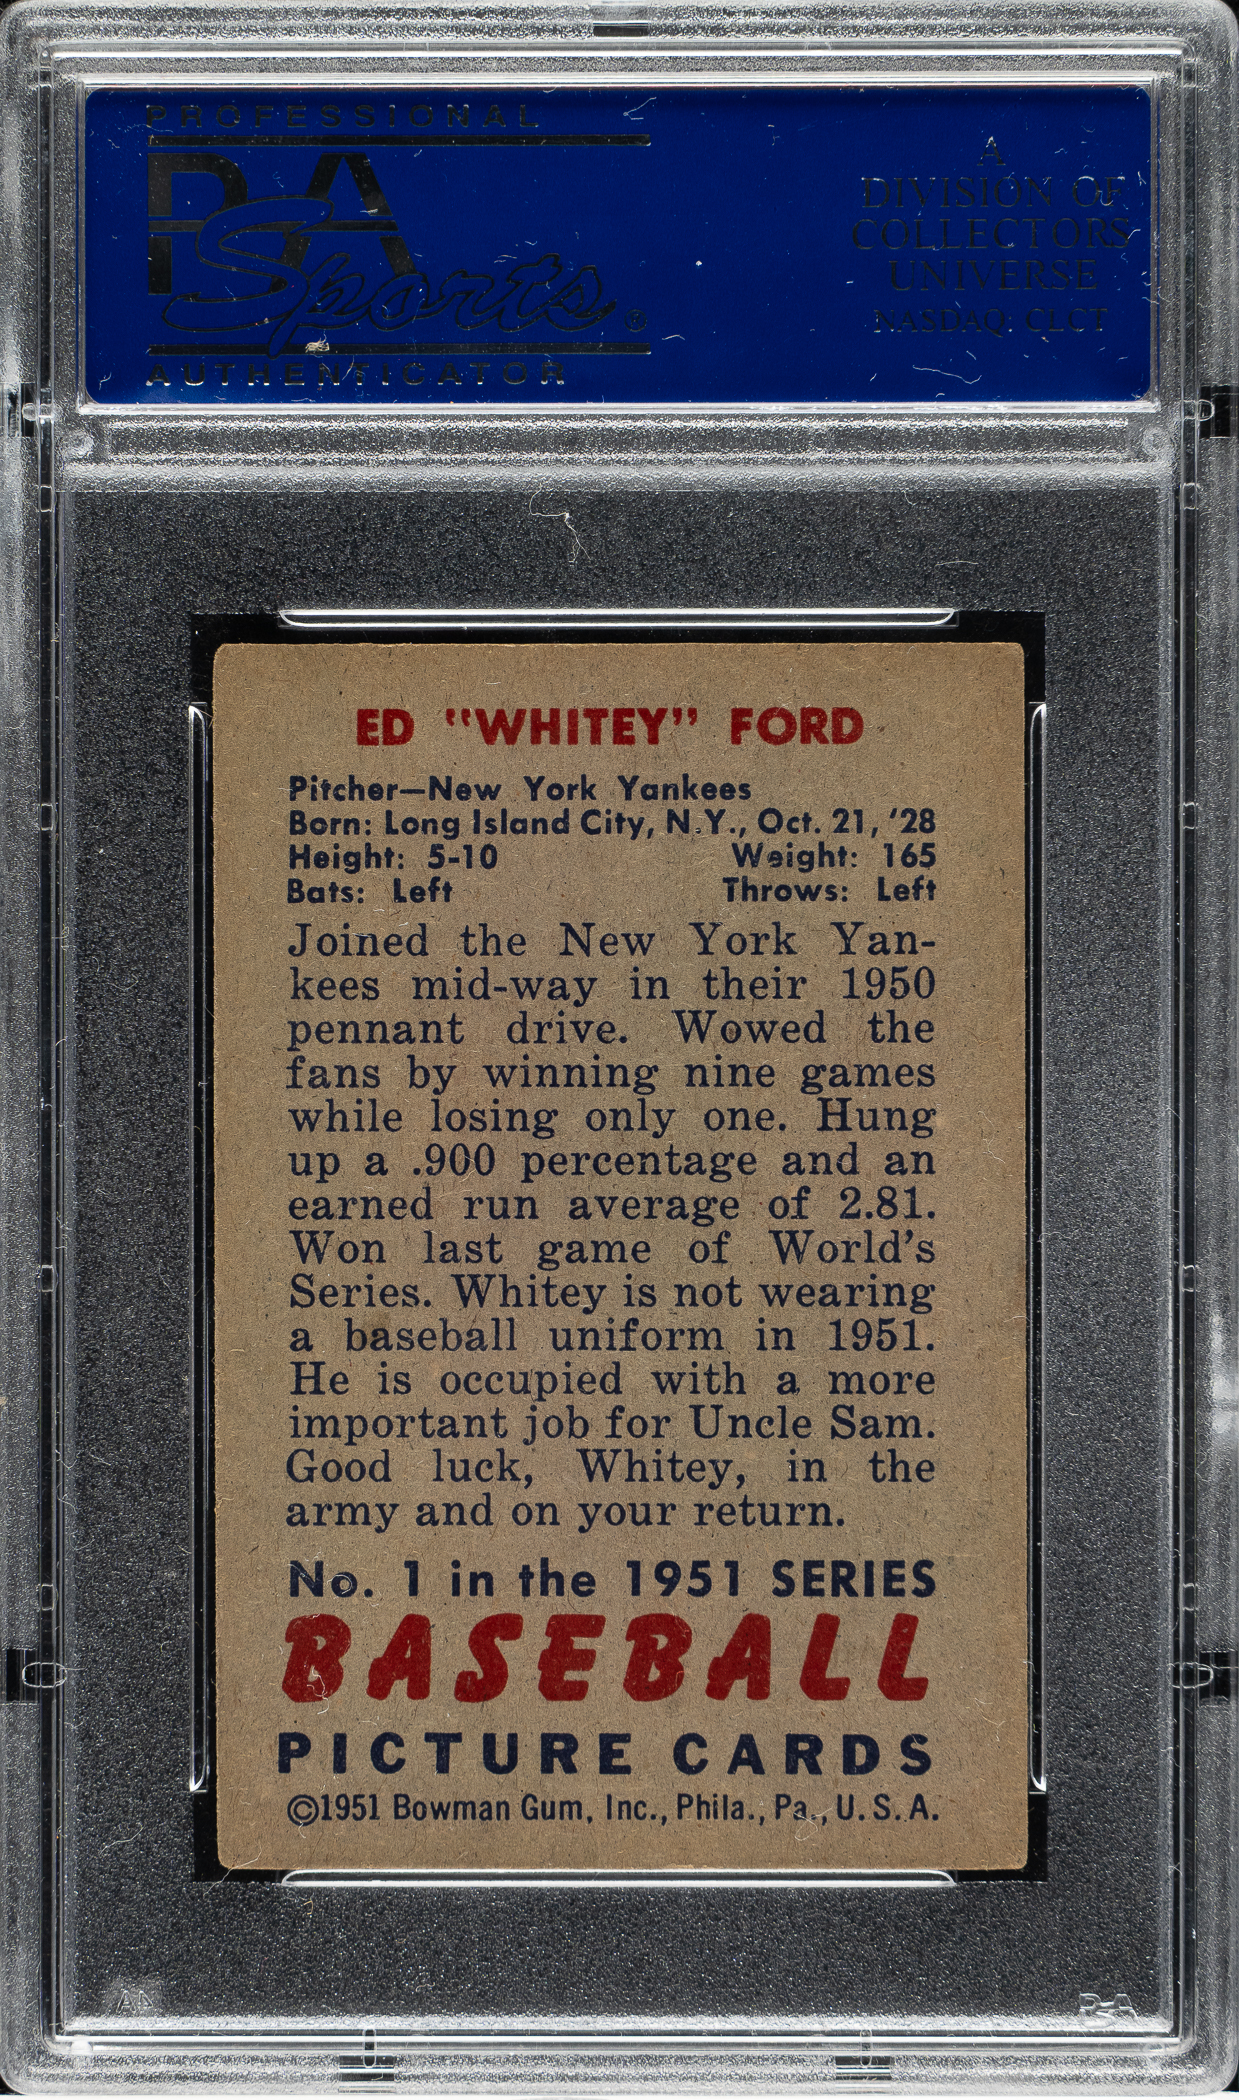 PROFESSIONAL
PSA
Sports®
AUTHENTICATOR
A
DIVISION OF
COLLECTORS
UNIVERSE
NASDAQ: CLCT
ED "WHITEY" FORD
Pitcher—New York Yankees
Born: Long Island City, N.Y., Oct. 21, '28
Height: 5-10 Weight: 165
Bats: Left Throws: Left
Joined the New York Yan-
kees mid-way in their 1950
pennant drive. Wowed the
fans by winning nine games
while losing only one. Hung
up a .900 percentage and an
earned run average of 2.81.
Won last game of World's
Series. Whitey is not wearing
a baseball uniform in 1951.
He is occupied with a more
important job for Uncle Sam.
Good luck, Whitey, in the
army and on your return.
No. 1 in the 1951 SERIES
BASEBALL
PICTURE CARDS
©1951 Bowman Gum, Inc., Phila., Pa., U.S.A.
PSA